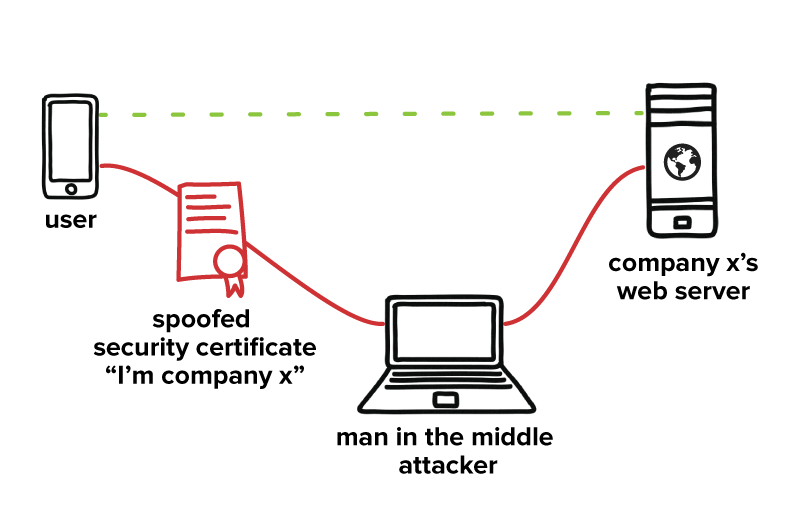 user
company x’s
web server
spoofed
security certificate
“I’m company x”
man in the middle
attacker